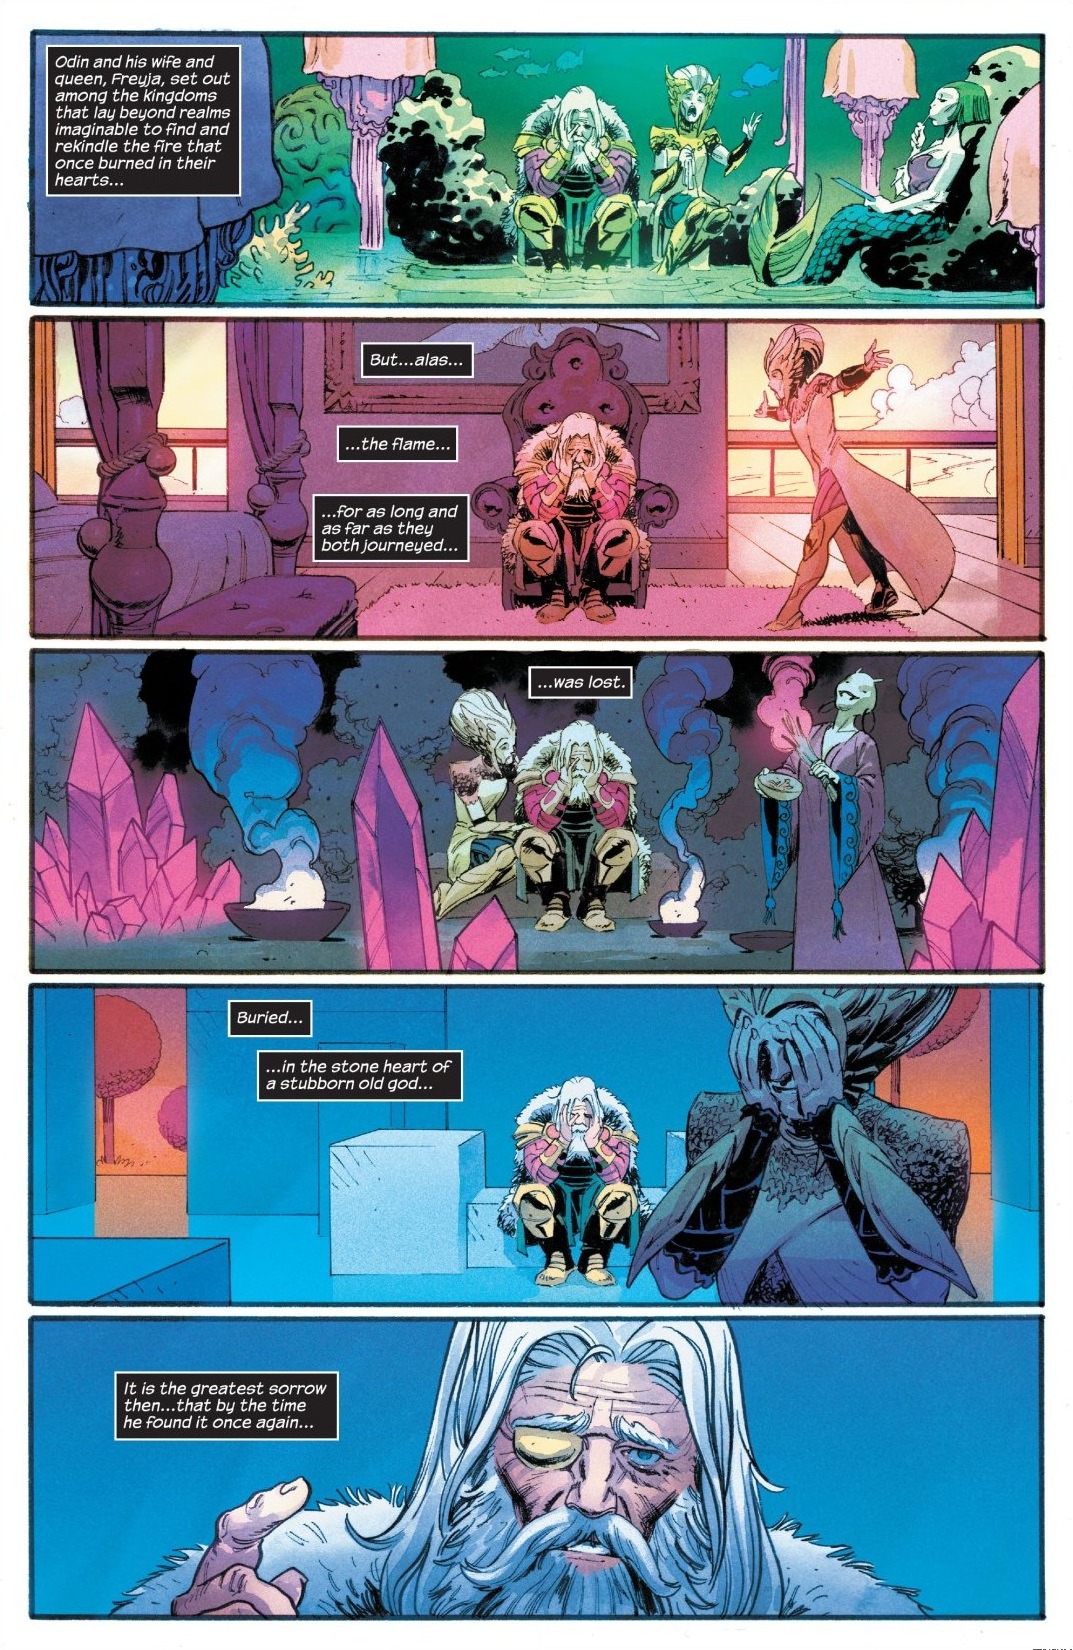 Odin and his wife and
queen, Freyja, set out
among the kingdoms
that lay beyond realms
imaginable to find and
rekindle the fire that
once burned in their
hearts...
But...alas...
...the flame...
...for as long and
as far as they
both journeyed...
...was lost.
Buried...
...in the stone heart of
a stubborn old god...
It is the greatest sorrow
then...that by the time
he found it once again...